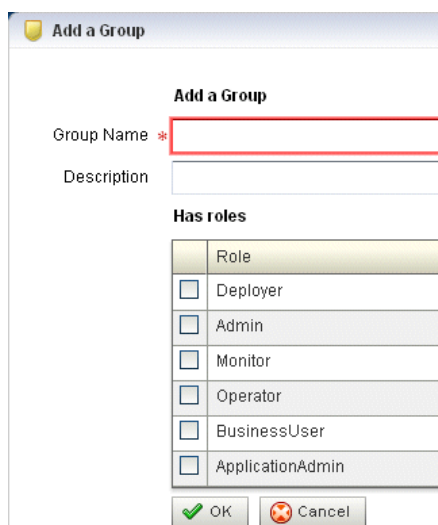 Add a Group
Add a Group
Group Name *
Description
Has roles
Role
Deployer
Admin
Monitor
Operator
BusinessUser
ApplicationAdmin
OK Cancel